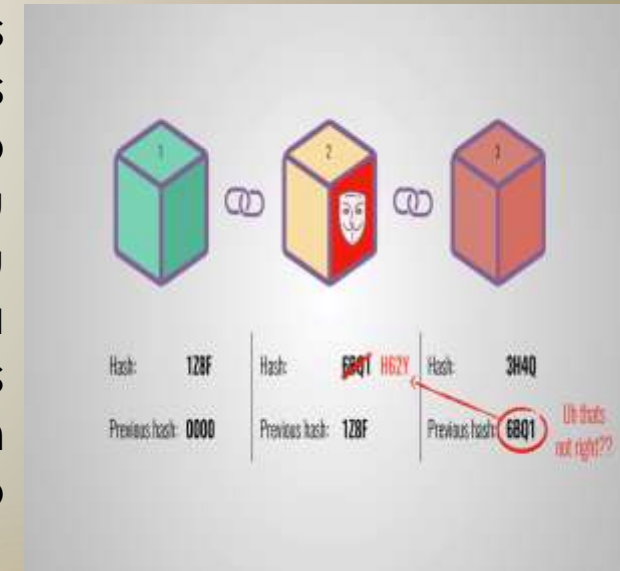 1 2 3
Hash: 1Z8F Hash: 6BQ1 H62Y Hash: 3H4Q
Previous hash: 0000 Previous hash: 1Z8F Previous hash: 6BQ1
Uh thats
not right??